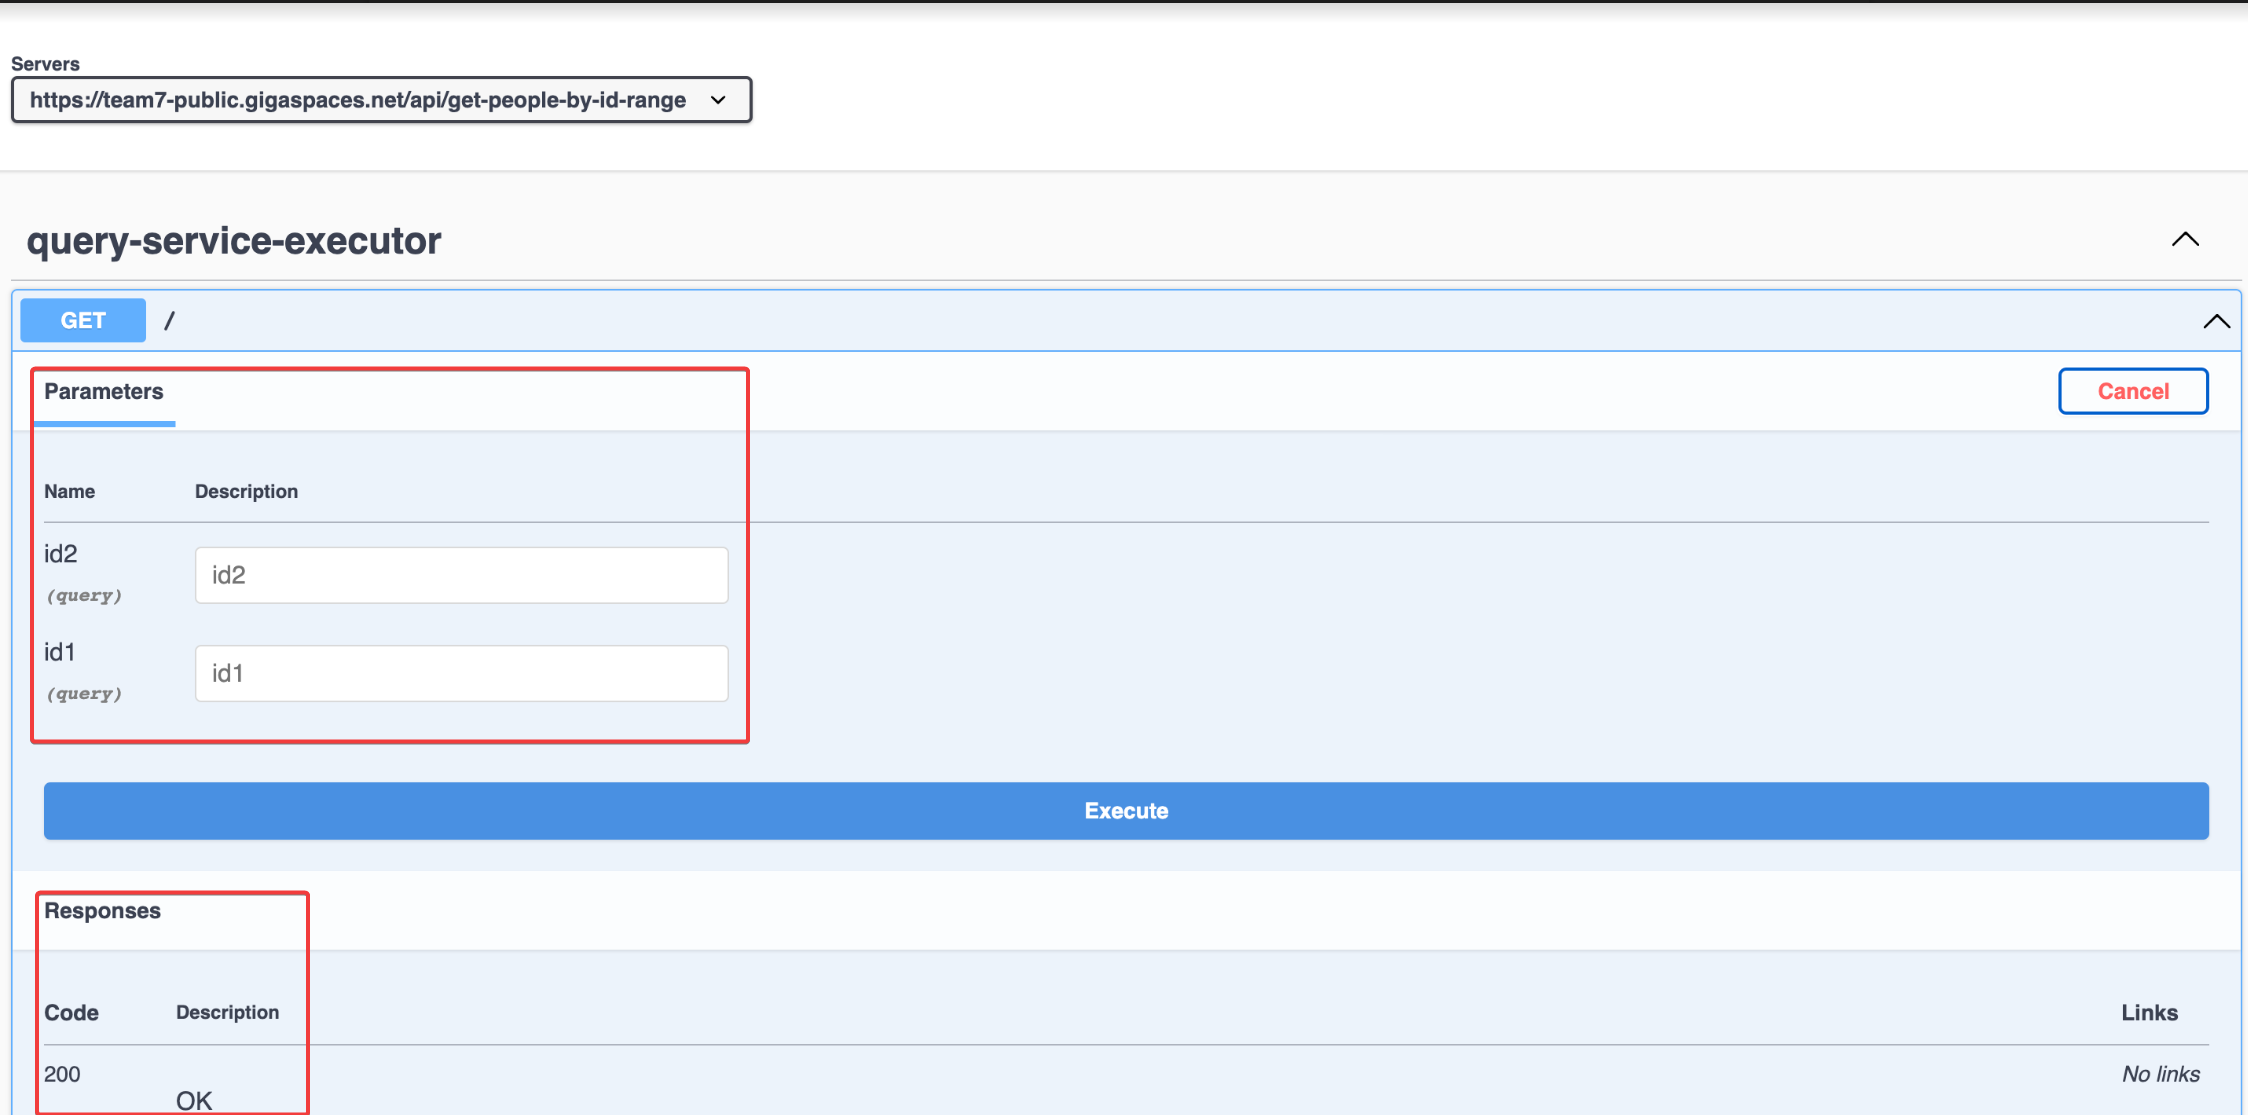 Servers
https://team7-public.gigaspaces.net/api/get-people-by-id-range
query-service-executor
GET /
Parameters
Cancel
Name Description
id2
(query)
id2
id1
(query)
id1
Execute
Responses
Code Description Links
200 No links
OK